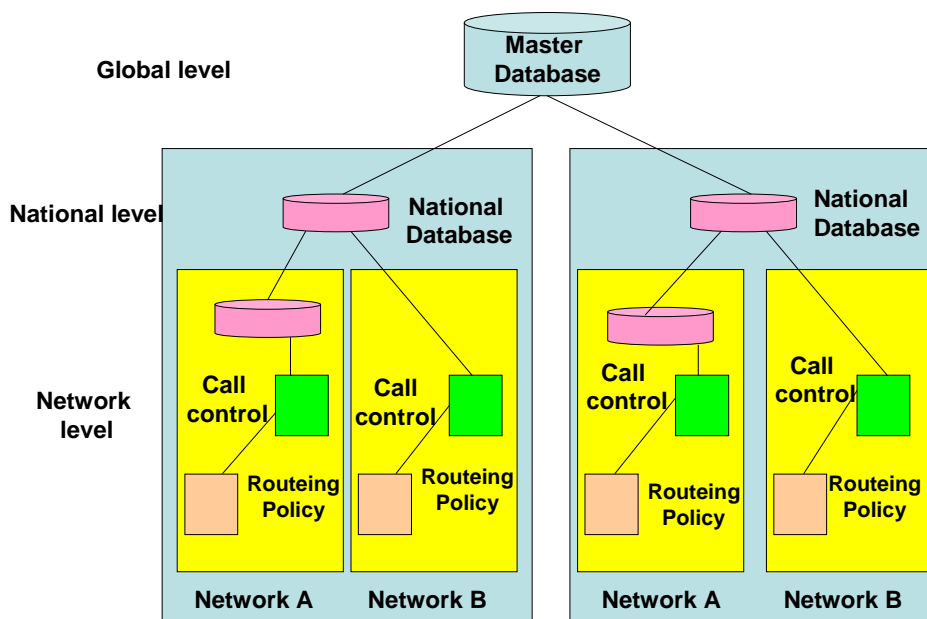 Global level
Master
Database
National level
National
Database
National
Database
Network
level
Call
control
Routeing
Policy
Call
control
Routeing
Policy
Call
control
Routeing
Policy
Call
control
Routeing
Policy
Network A
Network B
Network A
Network B